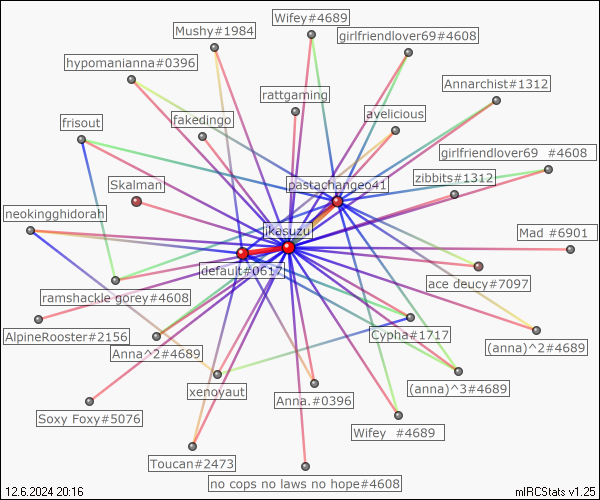 Wifey#4689
Mushy#1984
girlfriendlover69#4608
hypomanianna#0396
Annarchist#1312
rattgaming
avelicious
fakedingo
frisout
girlfriendlover69 #4608
zibbits#1312
pastachangeo41
Skalman
neokingghidorah
ikasuzu
Mad #6901
default#0617
ace deucy#7097
ramshackle gorey#4608
AlpineRooster#2156
Cypha#1717
Anna^2#4689
(anna)^2#4689
xenoyaut
(anna)^3#4689
Anna.#0396
Soxy Foxy#5076
Wifey #4689
Toucan#2473
no cops no laws no hope#4608
12.6.2024 20:16
mIRCStats v1.25